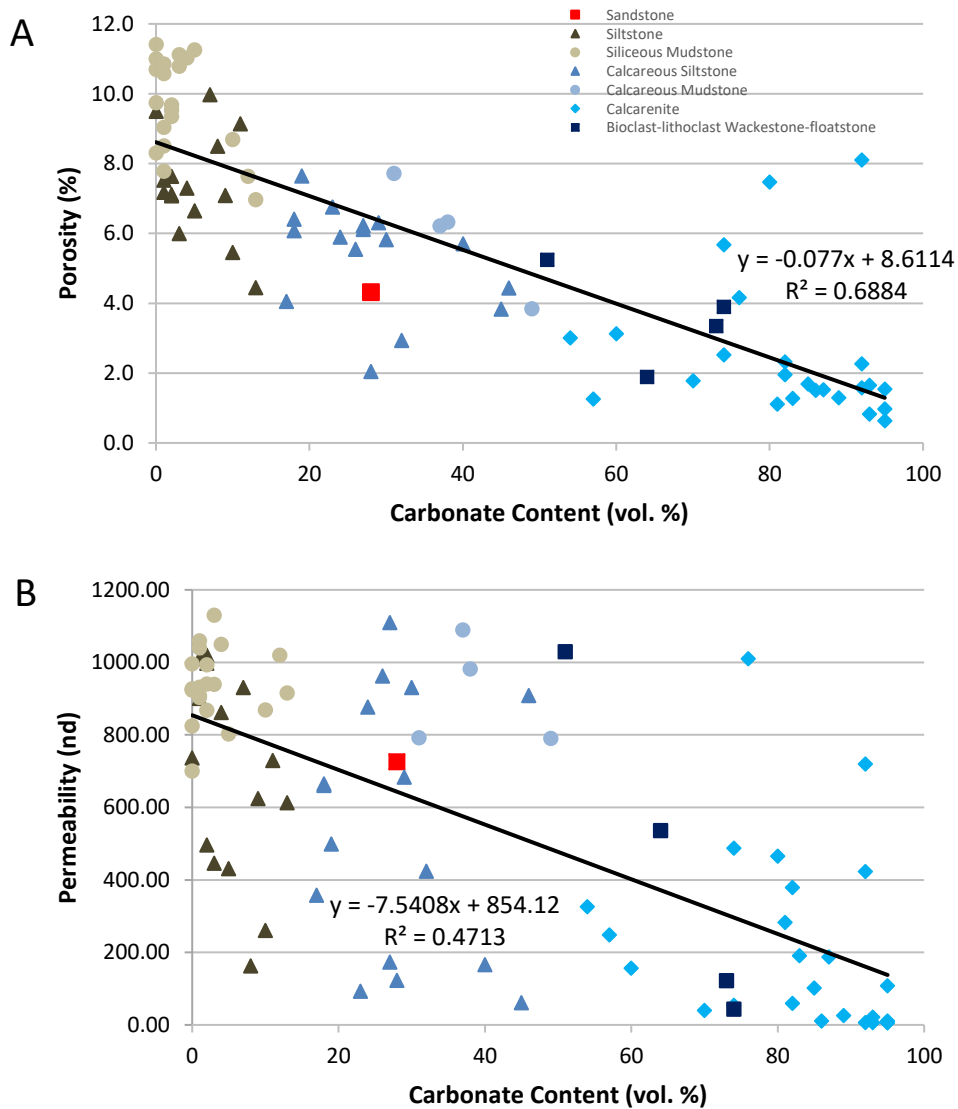 A
Sandstone
Siltstone
Siliceous Mudstone
Calcareous Siltstone
Calcareous Mudstone
Calcarenite
Bioclast-lithoclast Wackestone-floatstone
12.0
10.0
8.0
6.0
4.0
2.0
0.0
Porosity (%)
y = -0.077x + 8.6114
R² = 0.6884
0 20 40 60 80 100
Carbonate Content (vol. %)
B
1200.00
1000.00
800.00
600.00
400.00
200.00
0.00
Permeability (nd)
y = -7.5408x + 854.12
R² = 0.4713
0 20 40 60 80 100
Carbonate Content (vol. %)